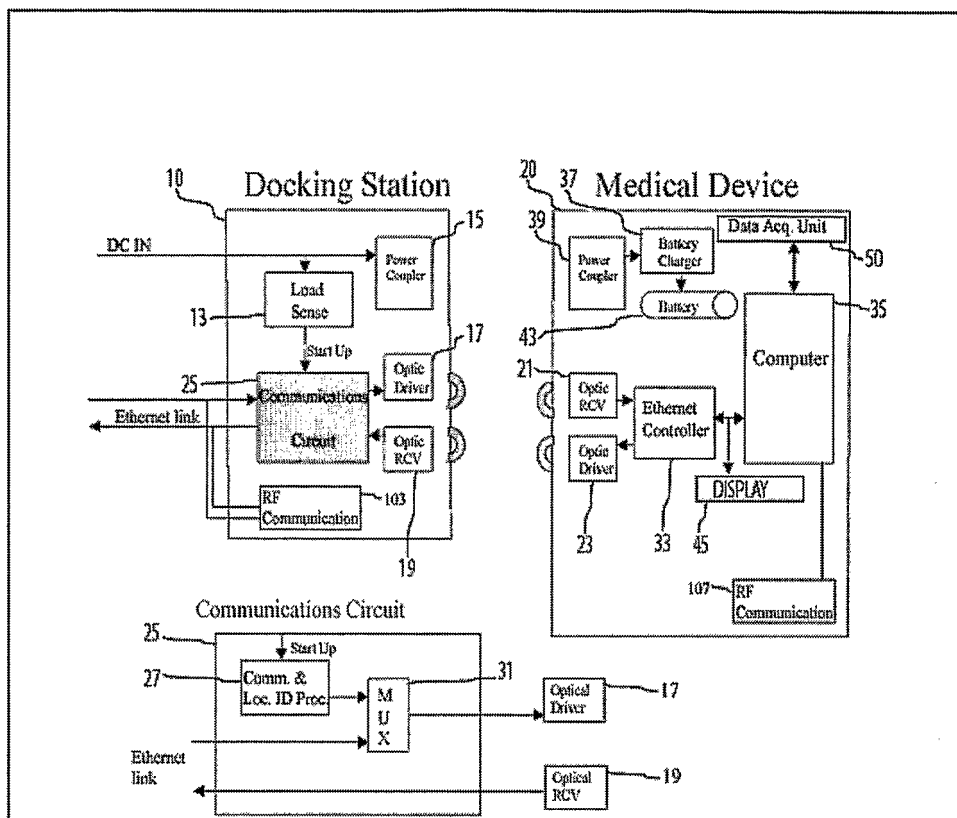 Docking Station
10
DC IN
15
Power
Coupler
Load
Sense
13
Start Up
17
25
Optic
Driver
Communications
Circuit
Ethernet link
Optic
RCV
RF
Communication
103
19
Medical Device
20
37
39
Data Acq. Unit
50
Battery
Charger
Power
Coupler
Battery
43
35
Computer
21
Optic
RCV
Ethernet
Controller
Optic
Driver
DISPLAY
23
33
45
107
RF
Communication
Communications Circuit
25
Start Up
27
Comm. &
Loc. ID Proc.
31
M
U
X
Optical
Driver
17
Ethernet
link
Optical
RCV
19